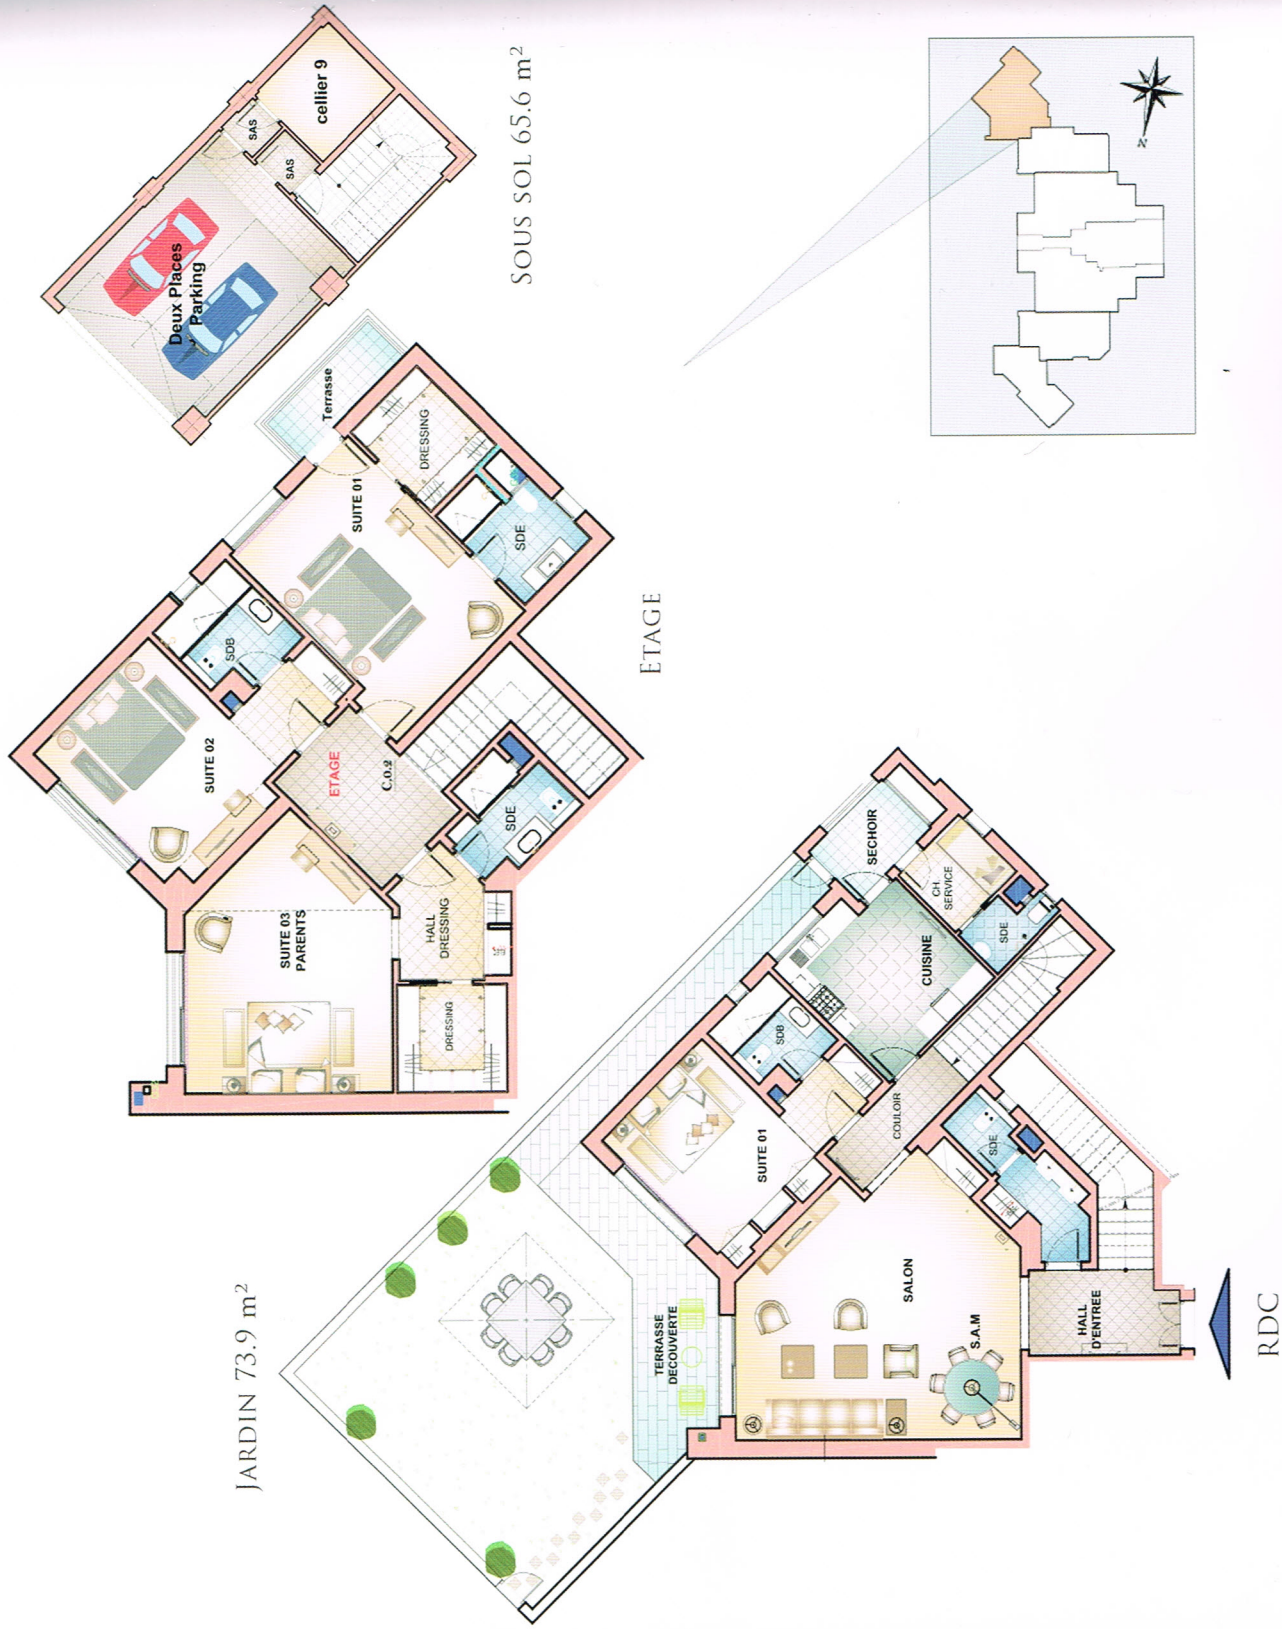 SOUS SOL 65.6 m²
cellier 9
SAS
SAS
Deux Places
Parking
N
ETAGE
Terrasse
DRESSING
SUITE 01
SDE
SDB
SUITE 02
ETAGE
C.0.2
SDE
HALL
DRESSING
DRESSING
SUITE 03
PARENTS
JARDIN 73.9 m²
TERRASSE
DECOUVERTE
SECHOIR
CH.
SERVICE
SDE
CUISINE
SDB
SUITE 01
COULOIR
SDE
SALON
S.A.M
HALL
D'ENTREE
RDC